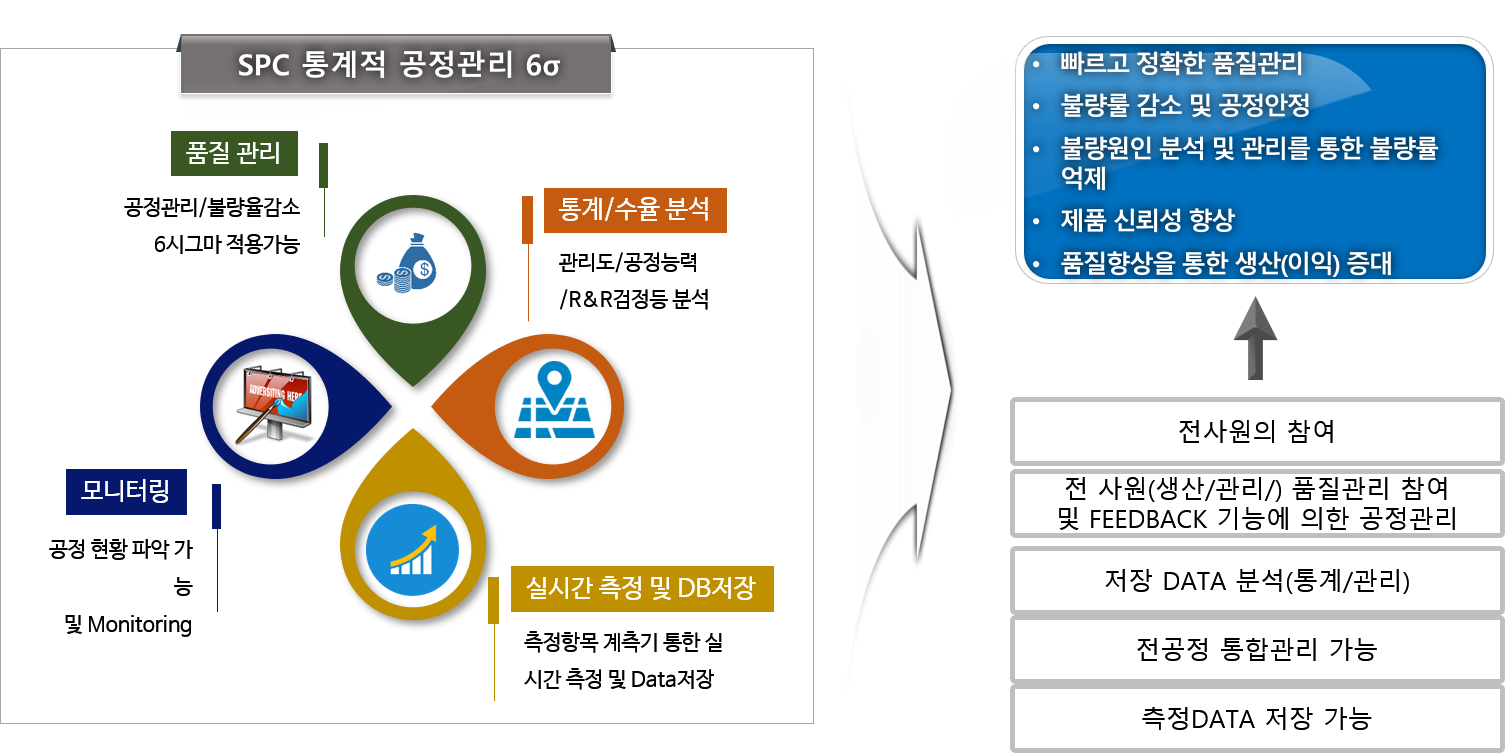 SPC 통계적 공정관리 6σ
품질 관리
공정관리/불량율감소
6시그마 적용가능
통계/수율 분석
관리도/공정능력
/R&R검정등 분석
ADVERSITING HERE
모니터링
공정 현황 파악 가
능
및 Monitoring
실시간 측정 및 DB저장
측정항목 계측기 통한 실
시간 측정 및 Data저장
• 빠르고 정확한 품질관리
• 불량룰 감소 및 공정안정
• 불량원인 분석 및 관리를 통한 불량률
억제
• 제품 신뢰성 향상
• 품질향상을 통한 생산(이익) 증대
전사원의 참여
전 사원(생산/관리/) 품질관리 참여
및 FEEDBACK 기능에 의한 공정관리
저장 DATA 분석(통계/관리)
전공정 통합관리 가능
측정DATA 저장 가능